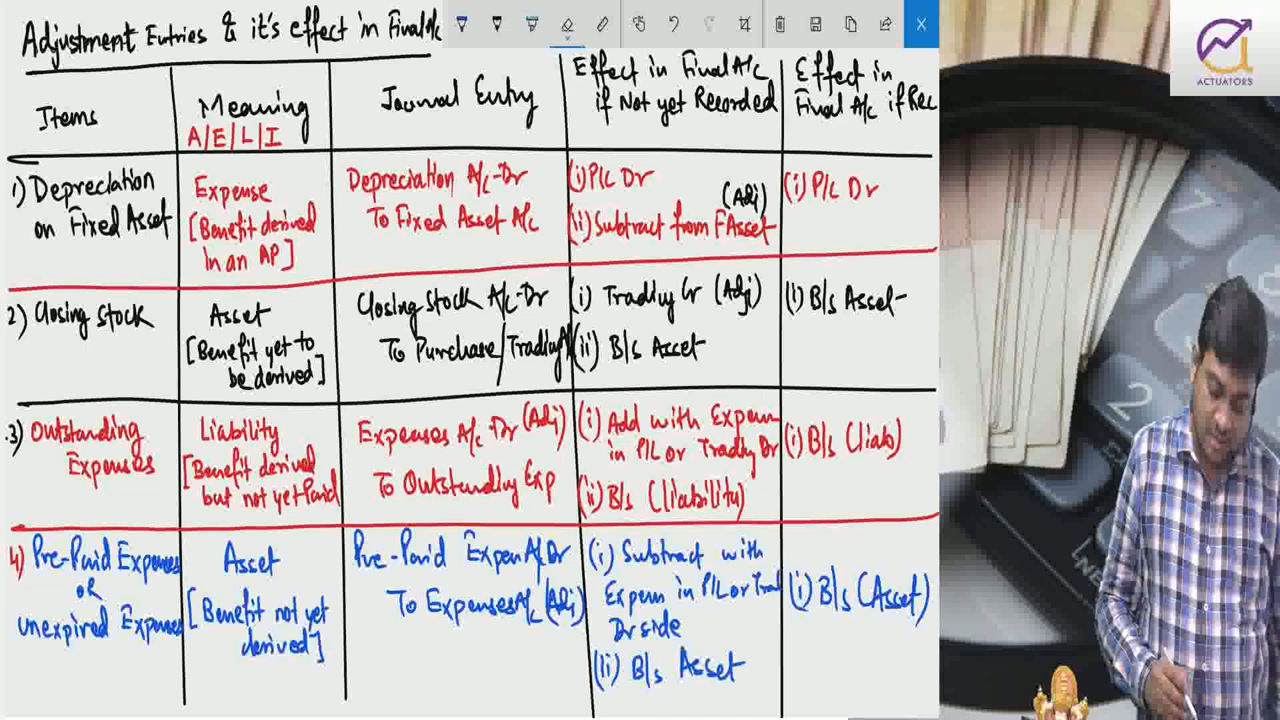 Adjustment Entries & it's effect in Final A/c
Items
Meaning
A/E/L/I
Journal Entry
Effect in Final A/c
if Not yet Recorded
Effect in
Final A/c if Rec
1) Depreciation
on Fixed Asset
Expense
[Benefit derived
in an AP]
Depreciation A/c-Dr
To Fixed Asset A/c
(i) P/c Dr
(Adj)
(ii) Subtract from FAsset
(i) P/c Dr
2) Closing stock
Asset
[Benefit yet to
be derived]
Closing stock A/c-Dr
To Purchase/Trading A
(i) Trading Cr (Adj)
(ii) B/s Asset
(i) B/s Asset
3) Outstanding
Expenses
Liability
[Benefit derived
but not yet Paid
Expenses A/c Dr (Adj)
To Outstanding Exp
(i) Add with Expen
in P/L or Trading Dr
(ii) B/s (liability)
(i) B/s (liab)
4) Pre-Paid Expenses
OR
unexpired Expenses
Asset
[Benefit not yet
derived]
Pre-Paid Expen A/c Dr
To Expenses A/c (Adj)
(i) Subtract with
Expen in P/L or Trad
Dr side
(ii) B/s Asset
(i) B/s (Asset)
ACTUATORS
7
2